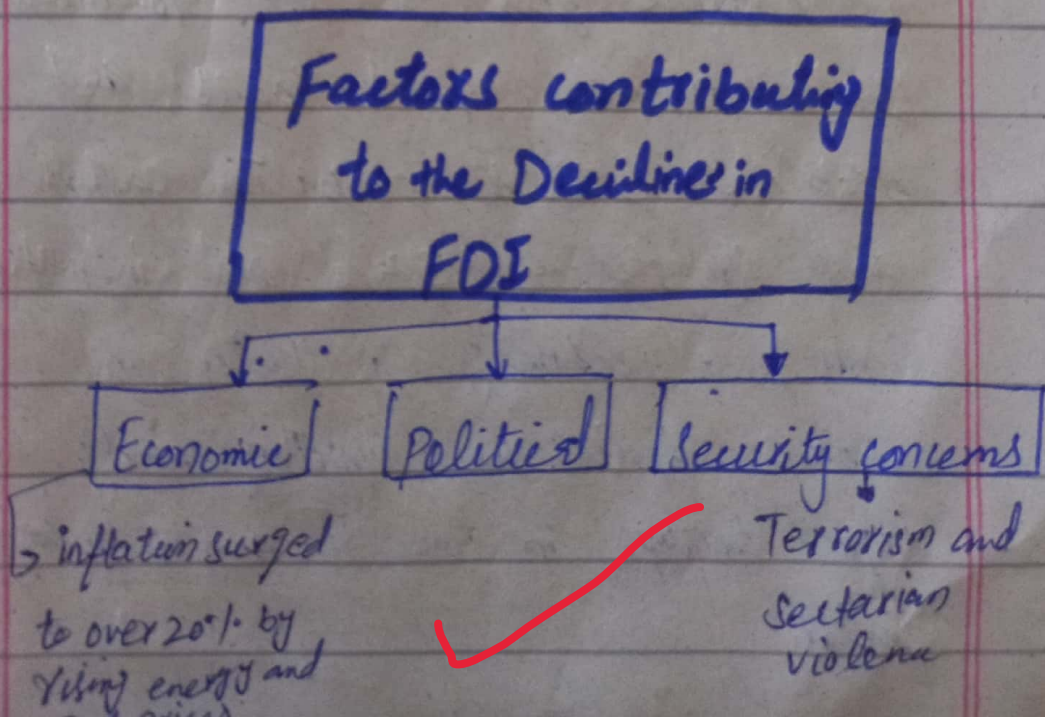 Factors contributing
to the Decilines in
FDI
Economic
Political
Security concerns
inflation surged
to over 20% by
rising energy and
Terrorism and
sectarian
violence